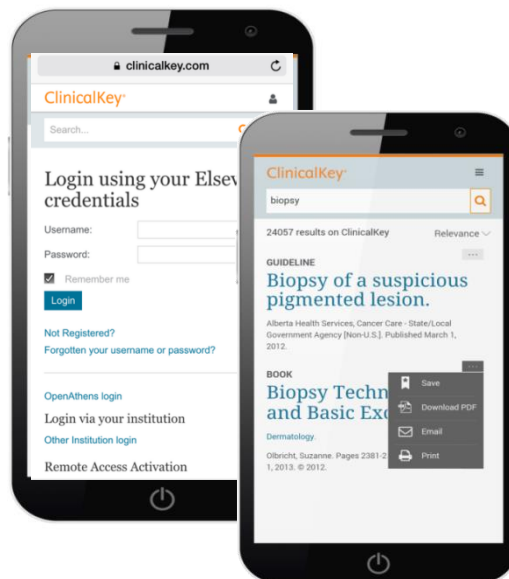 clinicalkey.com
ClinicalKey
Search...
Login using your Elsev
credentials
Username:
Password:
Remember me
Login
Not Registered?
Forgotten your username or password?
OpenAthens login
Login via your institution
Other Institution login
Remote Access Activation
ClinicalKey
biopsy
24057 results on ClinicalKey Relevance
GUIDELINE
Biopsy of a suspicious
pigmented lesion.
Alberta Health Services, Cancer Care - State/Local
Government Agency [Non-U.S.]. Published March 1,
2012.
BOOK
Biopsy Techn
and Basic Exc
Dermatology.
Olbricht, Suzanne. Pages 2381-2
1, 2013. © 2012.
Save
Download PDF
Email
Print